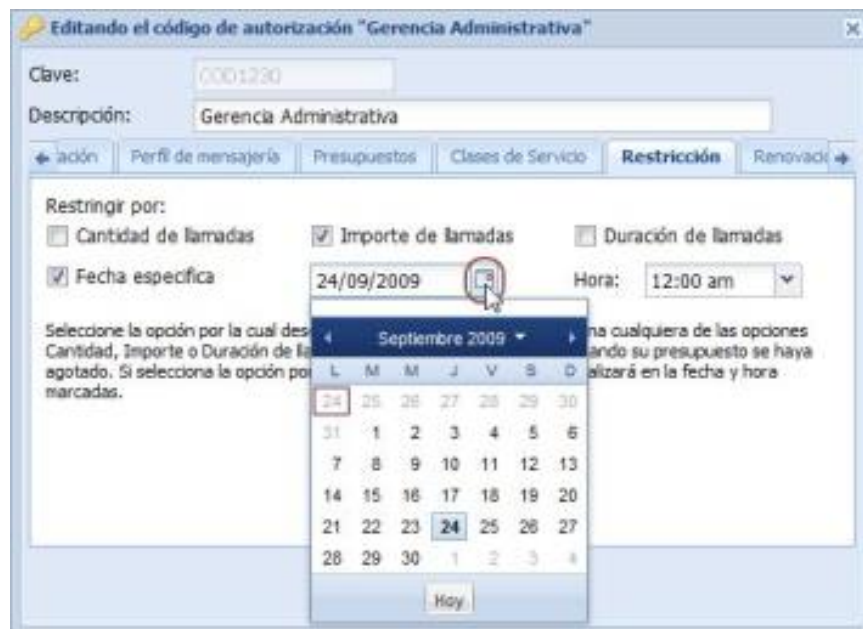 Editando el código de autorización "Gerencia Administrativa"
Clave: COD1230
Descripción: Gerencia Administrativa
ación Perfil de mensajería Presupuestos Clases de Servicio Restricción Renovació
Restringir por:
Cantidad de llamadas Importe de llamadas Duración de llamadas
Fecha especifica 24/09/2009 Hora: 12:00 am
Seleccione la opción por la cual des na cualquiera de las opciones
Cantidad, Importe o Duración de lla ando su presupuesto se haya
agotado. Si selecciona la opción po alizará en la fecha y hora
marcadas.
Septiembre 2009
L M M J V S D
24 25 26 27 28 29 30
31 1 2 3 4 5 6
7 8 9 10 11 12 13
14 15 16 17 18 19 20
21 22 23 24 25 26 27
28 29 30 1 2 3 4
Hoy